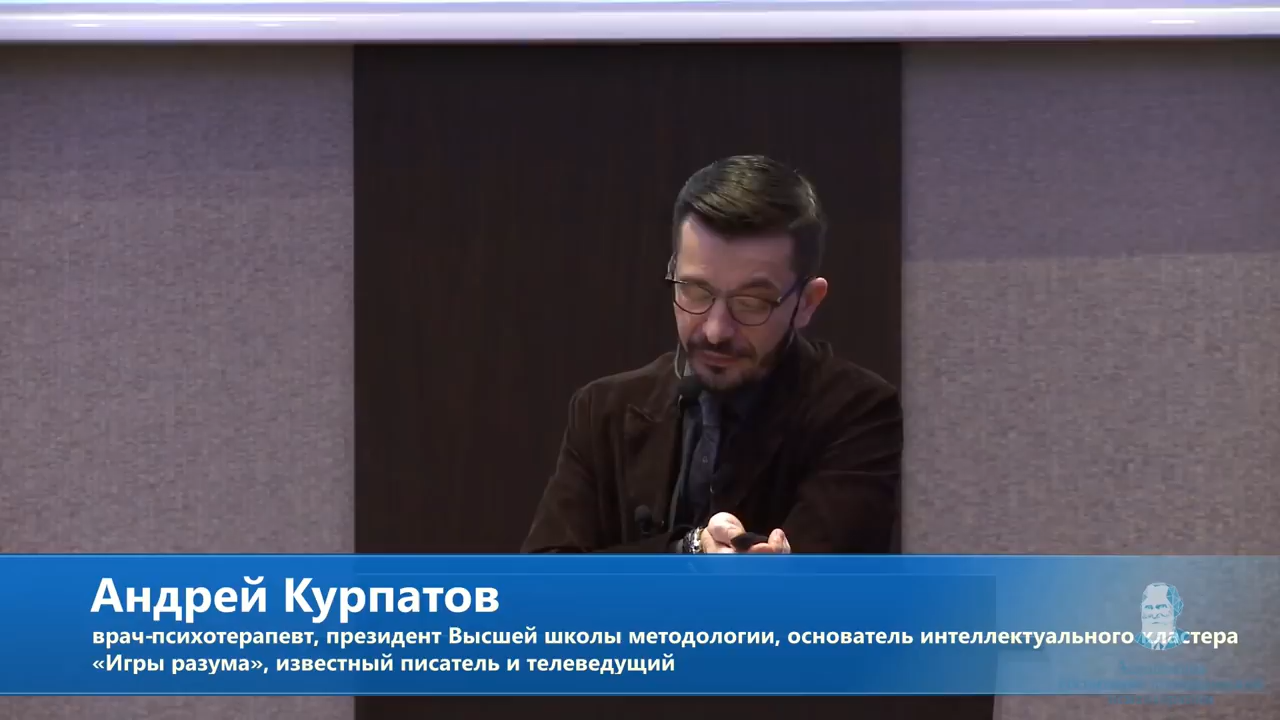 Андрей Курпатов
врач-психотерапевт, президент Высшей школы методологии, основатель интеллектуального кластера
«Игры разума», известный писатель и телеведущий